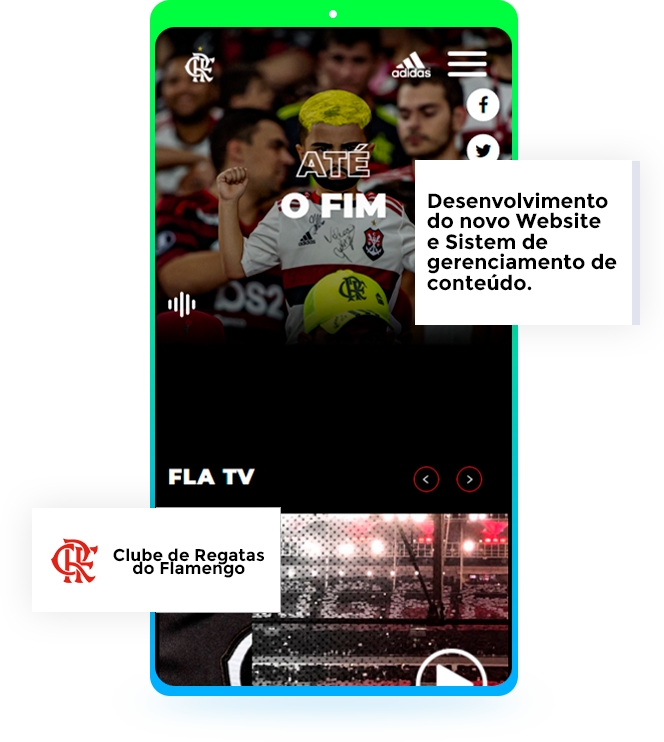 adidas
ATÉ
O FIM
Desenvolvimento
do novo Website
e Sistem de
gerenciamento de
conteúdo.
FLA TV
Clube de Regatas
do Flamengo